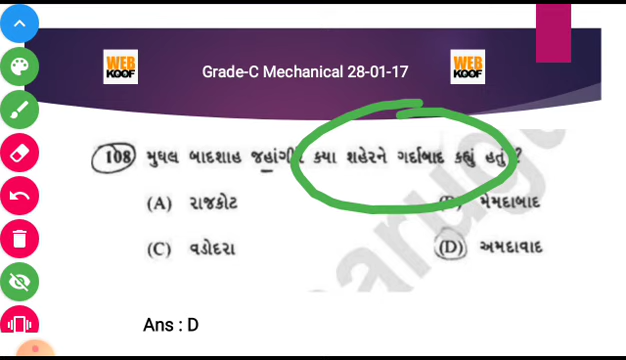 WEB
KOOF
Grade-C Mechanical 28-01-17
WEB
KOOF
108 મુઘલ બાદશાહ જહાંગીરે ક્યા શહેરને ગર્દાબાદ કહ્યું હતું ?
(A) રાજકોટ
(B) મેમદાબાદ
(C) વડોદરા
(D) અમદાવાદ
Ans : D